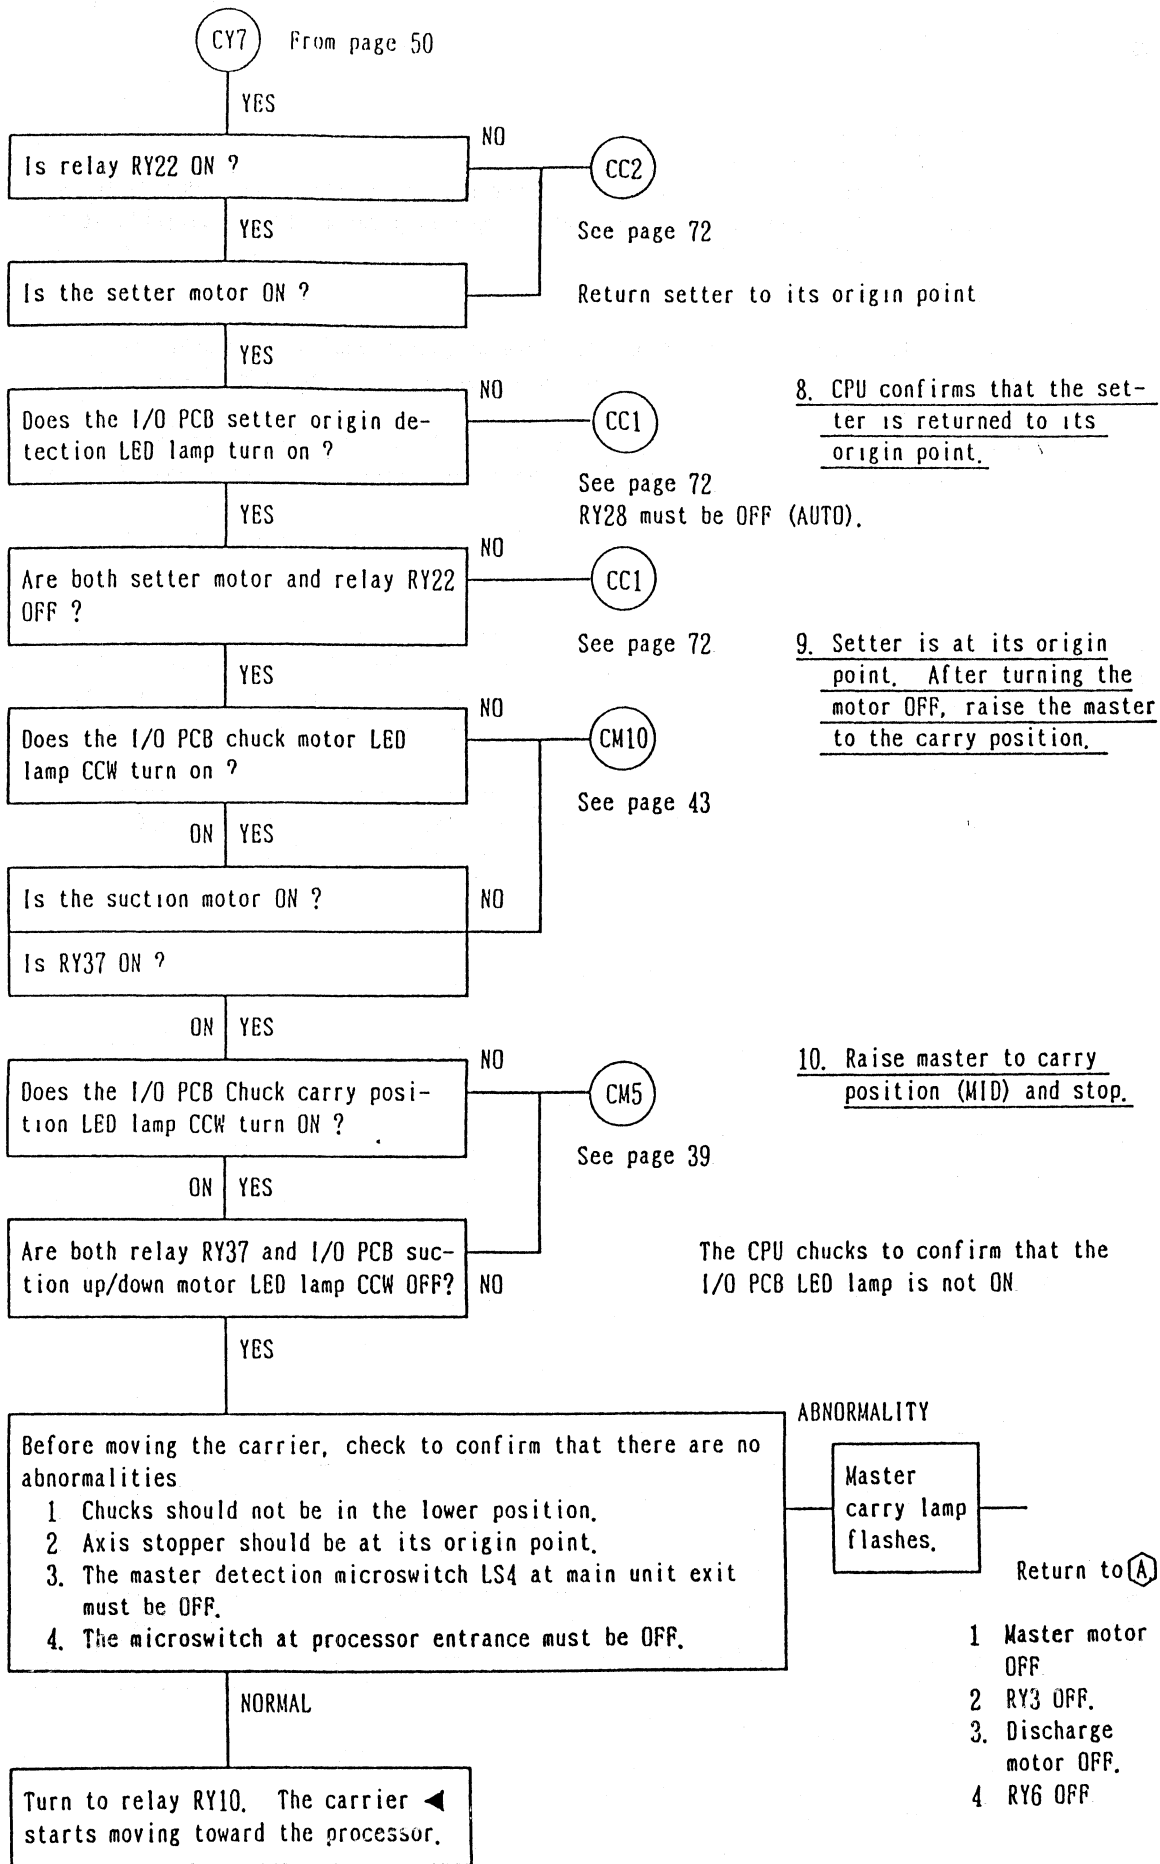 CY7 From page 50
YES
Is relay RY22 ON ?
NO
CC2
See page 72
YES
Is the setter motor ON ?
Return setter to its origin point
YES
Does the I/O PCB setter origin de-
tection LED lamp turn on ?
NO
CC1
See page 72
RY28 must be OFF (AUTO).
8. CPU confirms that the set-
ter is returned to its
origin point.
YES
Are both setter motor and relay RY22
OFF ?
NO
CC1
See page 72
9. Setter is at its origin
point. After turning the
motor OFF, raise the master
to the carry position.
YES
Does the I/O PCB chuck motor LED
lamp CCW turn on ?
NO
CM10
See page 43
ON YES
Is the suction motor ON ?
NO
Is RY37 ON ?
ON YES
Does the I/O PCB Chuck carry posi-
tion LED lamp CCW turn ON ?
NO
CM5
See page 39
10. Raise master to carry
position (MID) and stop.
ON YES
Are both relay RY37 and I/O PCB suc-
tion up/down motor LED lamp CCW OFF?
NO
The CPU chucks to confirm that the
I/O PCB LED lamp is not ON
YES
Before moving the carrier, check to confirm that there are no
abnormalities
1 Chucks should not be in the lower position.
2 Axis stopper should be at its origin point.
3. The master detection microswitch LS4 at main unit exit
must be OFF.
4. The microswitch at processor entrance must be OFF.
ABNORMALITY
Master
carry lamp
flashes.
Return to A
1 Master motor
OFF
2 RY3 OFF.
3. Discharge
motor OFF.
4 RY6 OFF
NORMAL
Turn to relay RY10. The carrier ◀
starts moving toward the processor.